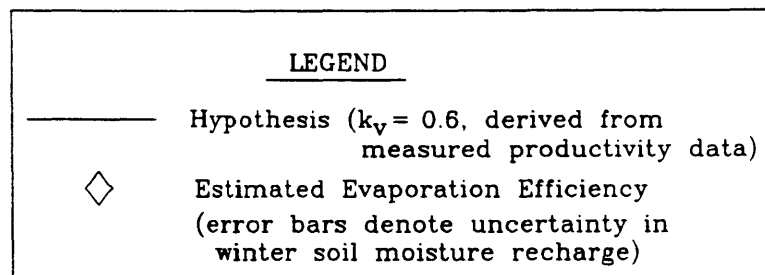 LEGEND
Hypothesis (kv = 0.6, derived from
measured productivity data)
Estimated Evaporation Efficiency
(error bars denote uncertainty in
winter soil moisture recharge)